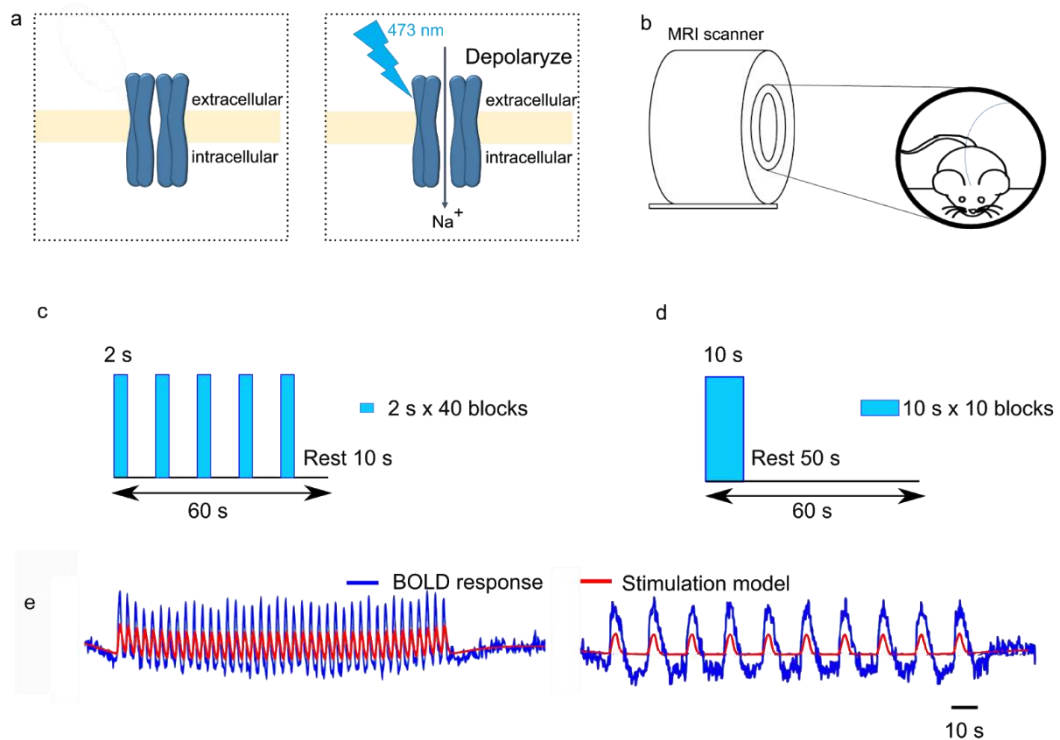 a
473 nm
Depolaryze
extracellular
intracellular
extracellular
intracellular
Na+
b
MRI scanner
c
2 s
2 s x 40 blocks
Rest 10 s
60 s
d
10 s
10 s x 10 blocks
Rest 50 s
60 s
e
BOLD response
Stimulation model
10 s